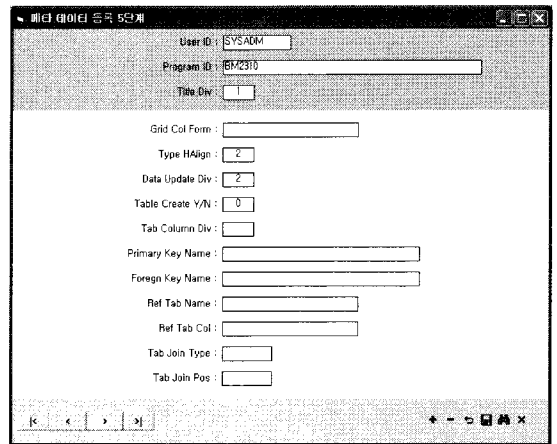 메타 데이터 등록 5단계
User ID : SYSADM
Program ID : BM2310
Title Div : 1
Grid Col Form :
Type HAlign : 2
Data Update Div : 2
Table Create Y/N : 0
Tab Column Div :
Primary Key Name :
Foregn Key Name :
Ref Tab Name :
Ref Tab Col :
Tab Join Type :
Tab Join Pos :